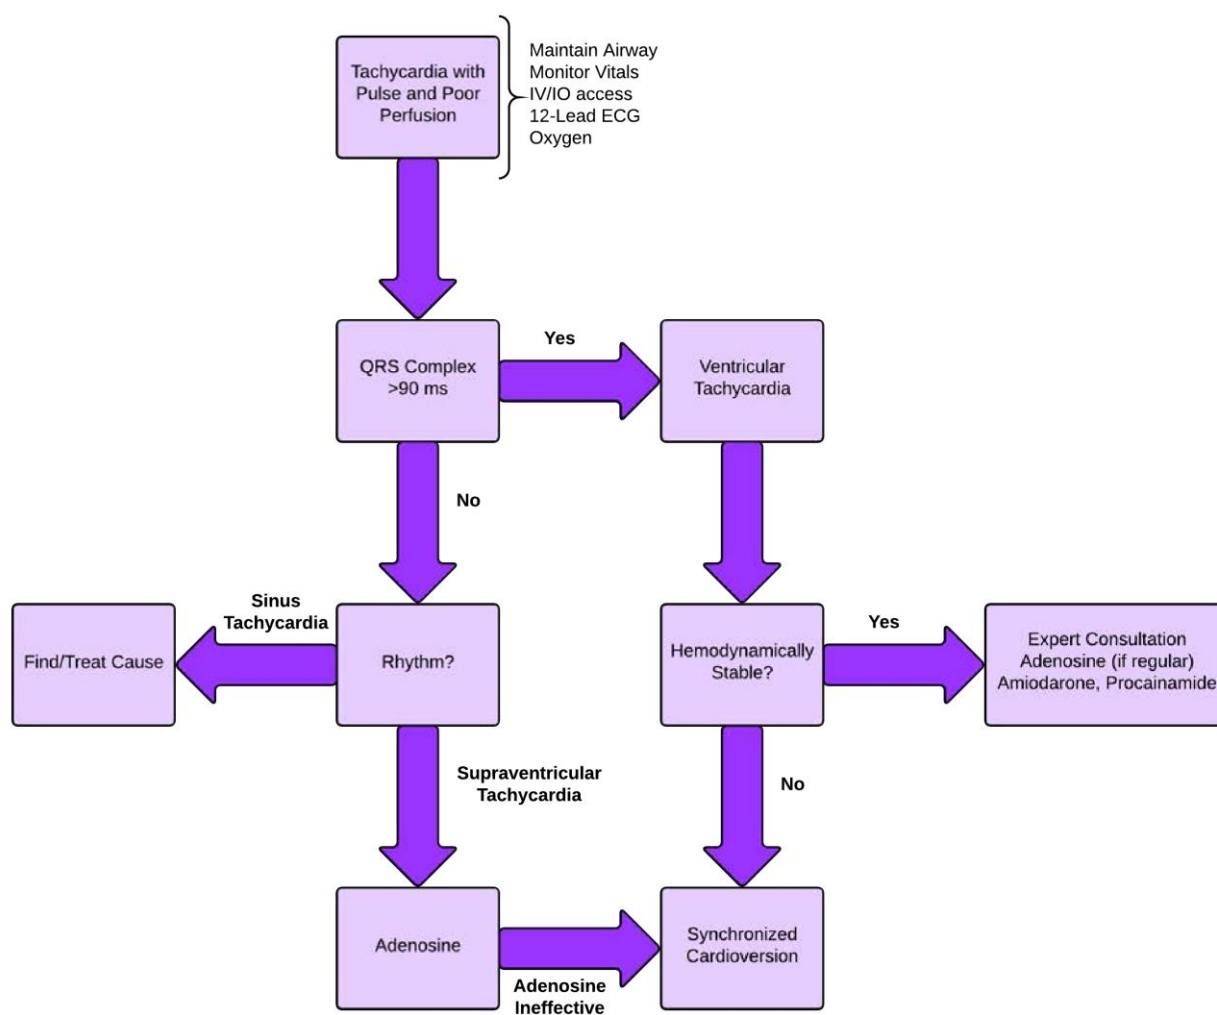 Tachycardia with
Pulse and Poor
Perfusion
Maintain Airway
Monitor Vitals
IV/IO access
12-Lead ECG
Oxygen
QRS Complex
>90 ms
Yes
Ventricular
Tachycardia
No
Sinus
Tachycardia
Find/Treat Cause
Rhythm?
Hemodynamically
Stable?
Yes
Expert Consultation
Adenosine (if regular)
Amiodarone, Procainamide
Supraventricular
Tachycardia
No
Adenosine
Adenosine
Ineffective
Synchronized
Cardioversion